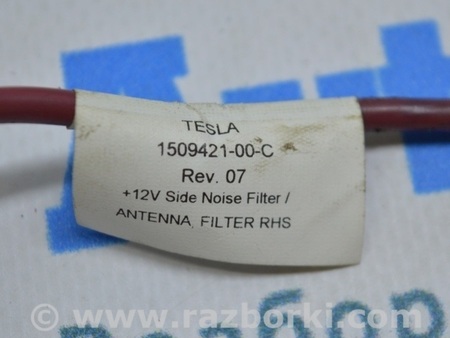 TESLA
1509421-00-C
Rev. 07
+12V Side Noise Filter /
ANTENNA FILTER RHS
© www.razborki.com